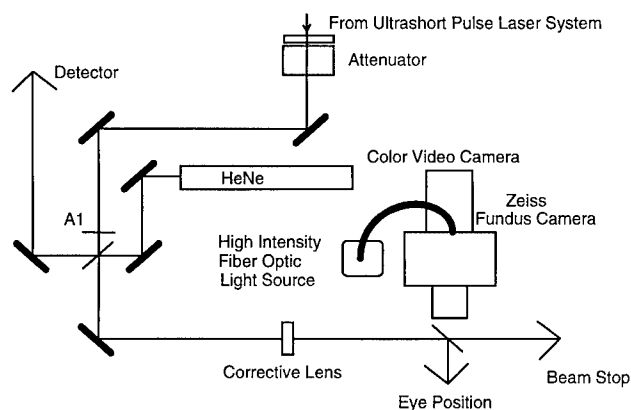 From Ultrashort Pulse Laser System
Attenuator
Detector
Color Video Camera
HeNe
Zeiss
Fundus Camera
A1
High Intensity
Fiber Optic
Light Source
Corrective Lens
Beam Stop
Eye Position